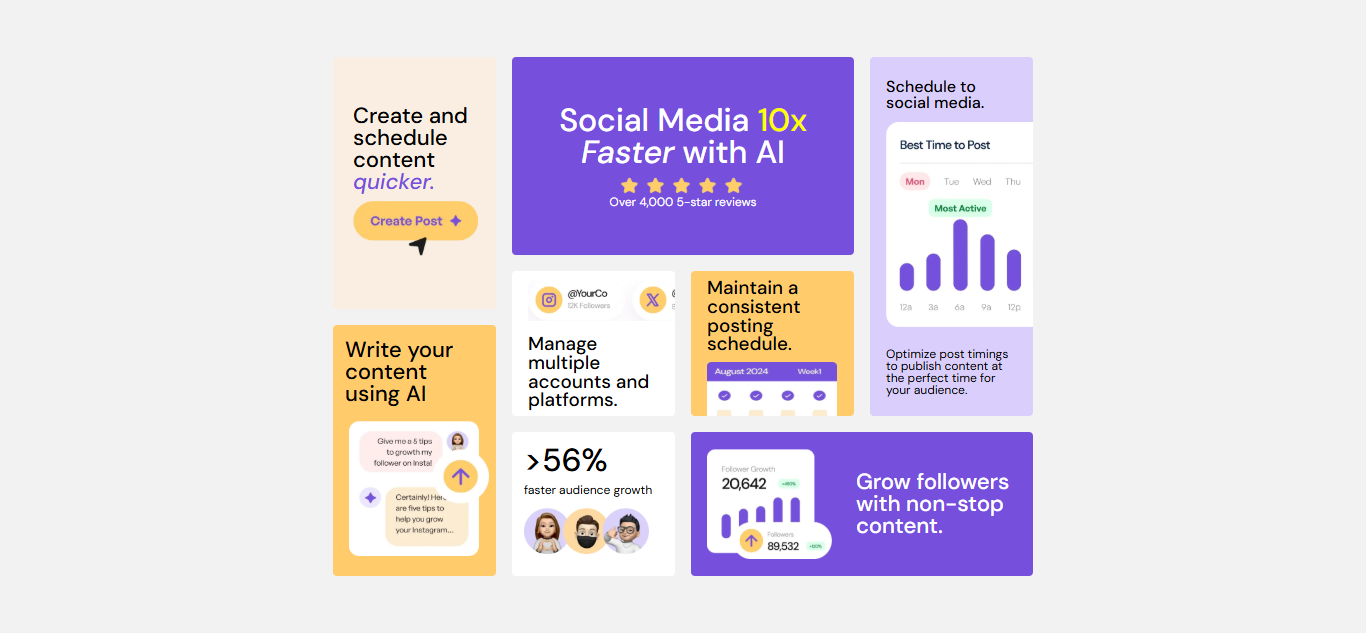 Create and
schedule
content
quicker.
Create Post
Social Media 10x
Faster with AI
Over 4,000 5-star reviews
Schedule to
social media.
Best Time to Post
Mon Tue Wed Thu
Most Active
12a 3a 6a 9a 12p
Optimize post timings
to publish content at
the perfect time for
your audience.
Write your
content
using AI
Give me a 5 tips
to growth my
follower on Insta!
Certainly! Here
are five tips to
help you grow
your Instagram...
@YourCo
12K Followers
Manage
multiple
accounts and
platforms.
Maintain a
consistent
posting
schedule.
August 2024 Week1
>56%
faster audience growth
Follower Growth
20,642
Followers
89,532
Grow followers
with non-stop
content.